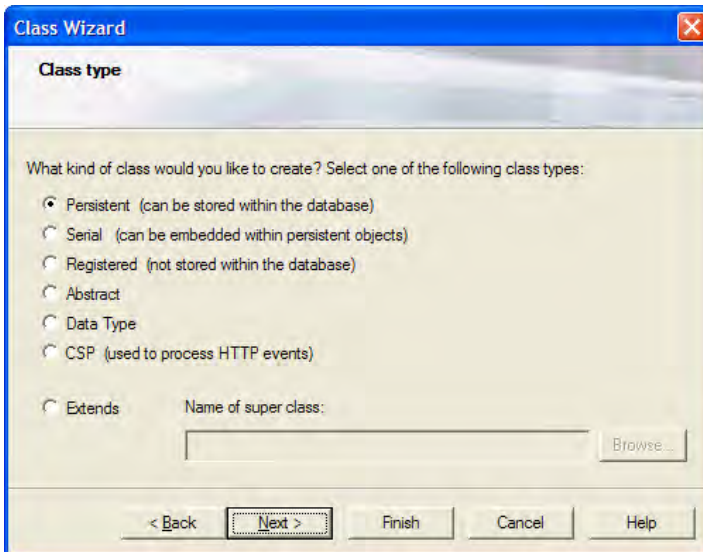 Class Wizard
Class type
What kind of class would you like to create? Select one of the following class types:
Persistent (can be stored within the database)
Serial (can be embedded within persistent objects)
Registered (not stored within the database)
Abstract
Data Type
CSP (used to process HTTP events)
Extends Name of super class:
Browse...
< Back Next > Finish Cancel Help